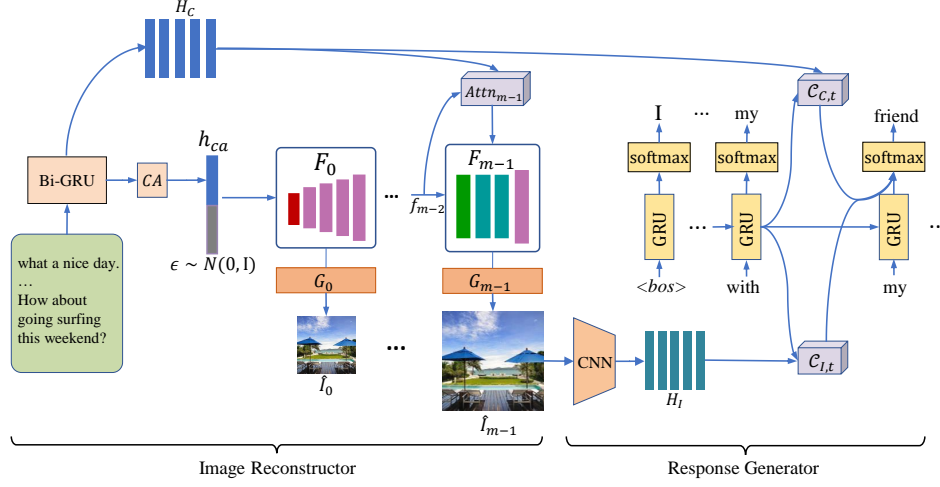 H_C
Attn_{m−1}
𝒞_{C,t}
I ... my friend
softmax softmax softmax
h_{ca}
F_0
F_{m−1}
Bi-GRU
CA
...
f_{m−2}
GRU ... GRU GRU ...
ϵ ~ N(0, I)
<bos> with my
what a nice day.
…
How about
going surfing
this weekend?
G_0
G_{m−1}
...
CNN
𝒞_{I,t}
Î_0
H_I
Î_{m−1}
Image Reconstructor
Response Generator